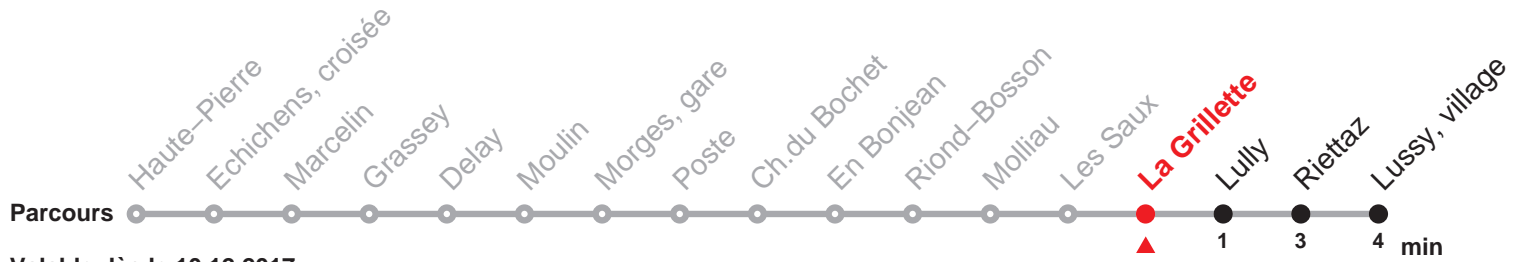 Haute–Pierre
Echichens, croisée
Marcelin
Grassey
Delay
Moulin
Morges, gare
Poste
Ch.du Bochet
En Bonjean
Riond–Bosson
Molliau
Les Saux
La Grillette
Lully
Riettaz
Lussy, village
Parcours
1 3 4 min